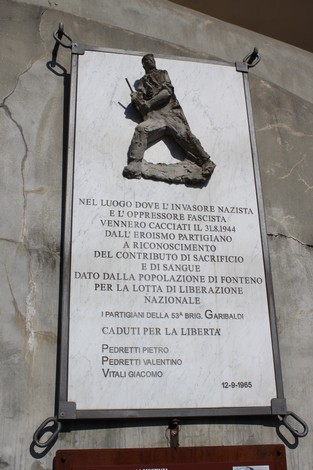 NEL LUOGO DOVE L'INVASORE NAZISTA
E L'OPPRESSORE FASCISTA
VENNERO CACCIATI IL 31.8.1944
DALL'EROISMO PARTIGIANO
A RICONOSCIMENTO
DEL CONTRIBUTO DI SACRIFICIO
E DI SANGUE
DATO DALLA POPOLAZIONE DI FONTENO
PER LA LOTTA DI LIBERAZIONE
NAZIONALE
I PARTIGIANI DELLA 53ᴬ BRIG. GARIBALDI
CADUTI PER LA LIBERTA'
PEDRETTI PIETRO
PEDRETTI VALENTINO
VITALI GIACOMO
12-9-1965